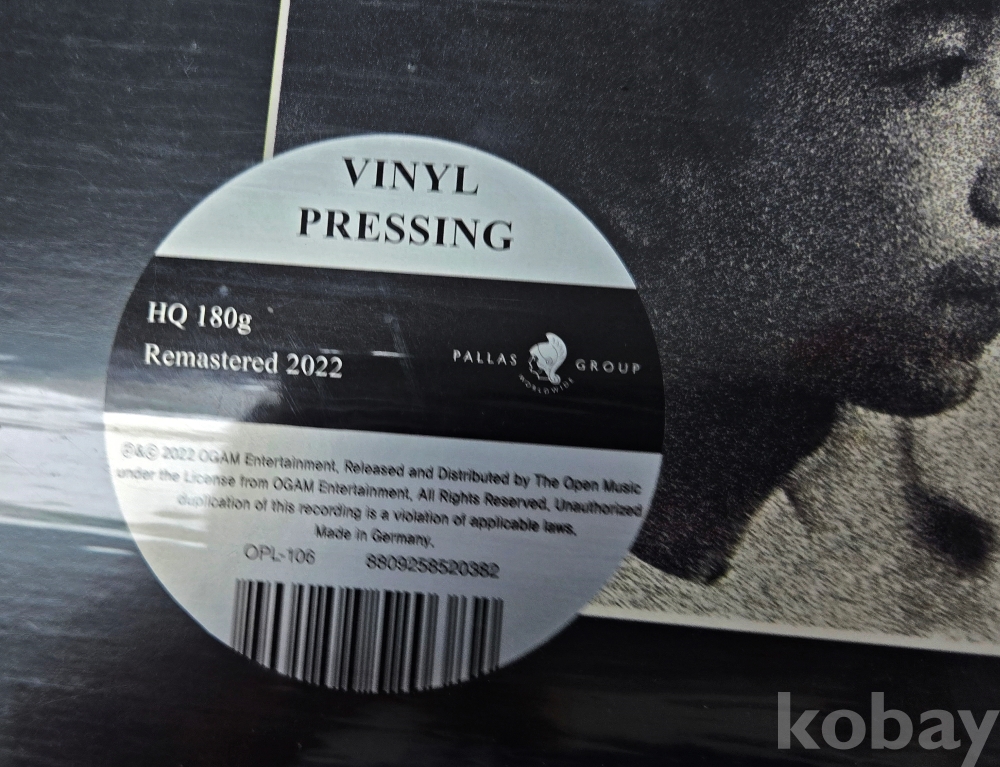 VINYL
PRESSING
HQ 180g
Remastered 2022
PALLAS GROUP
WORLDWIDE
℗&© 2022 OGAM Entertainment, Released and Distributed by The Open Music
under the License from OGAM Entertainment, All Rights Reserved, Unauthorized
duplication of this recording is a violation of applicable laws.
Made in Germany.
OPL-106 8809258520382
kobay